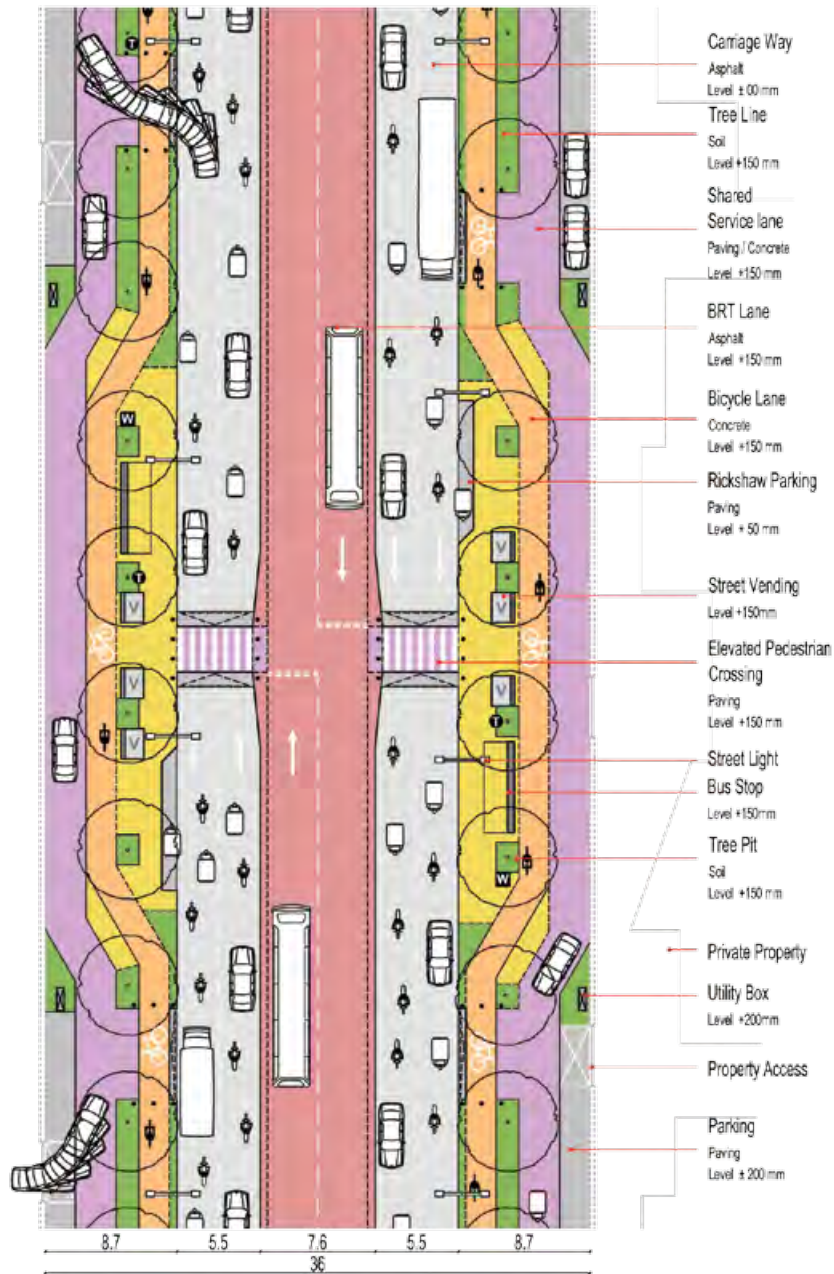 Carriage Way
Asphalt
Level ± 00 mm
Tree Line
Soil
Level +150 mm
Shared
Service lane
Paving / Concrete
Level +150 mm
BRT Lane
Asphalt
Level +150 mm
Bicycle Lane
Concrete
Level +150 mm
Rickshaw Parking
Paving
Level + 50 mm
Street Vending
Level +150mm
Elevated Pedestrian
Crossing
Paving
Level +150 mm
Street Light
Bus Stop
Level +150mm
Tree Pit
Soil
Level +150 mm
Private Property
Utility Box
Level +200mm
Property Access
Parking
Paving
Level ± 200 mm
T
W
T
V
V
V
V
V
V
V
V
T
W
8.7 5.5 7.6 5.5 8.7
36